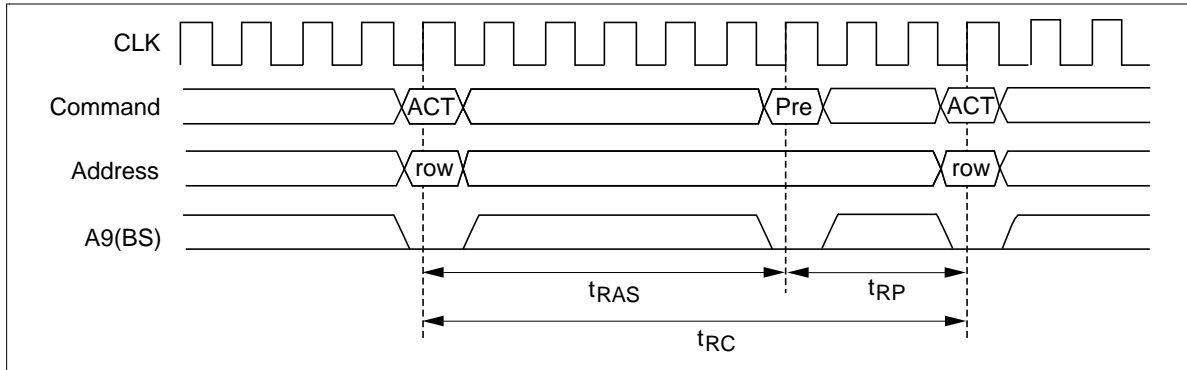 CLK
Command ACT Pre ACT
Address row row
A9(BS)
tRAS tRP
tRC